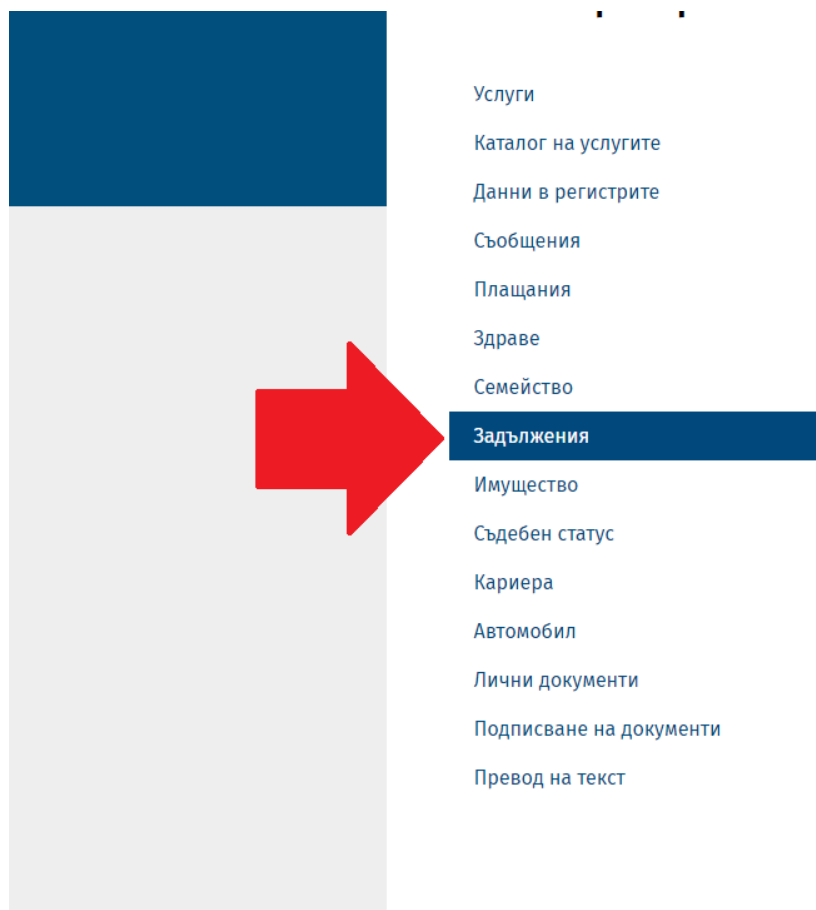 Услуги
Каталог на услугите
Данни в регистрите
Съобщения
Плащания
Здраве
Семейство
Задължения
Имущество
Съдебен статус
Кариера
Автомобил
Лични документи
Подписване на документи
Превод на текст